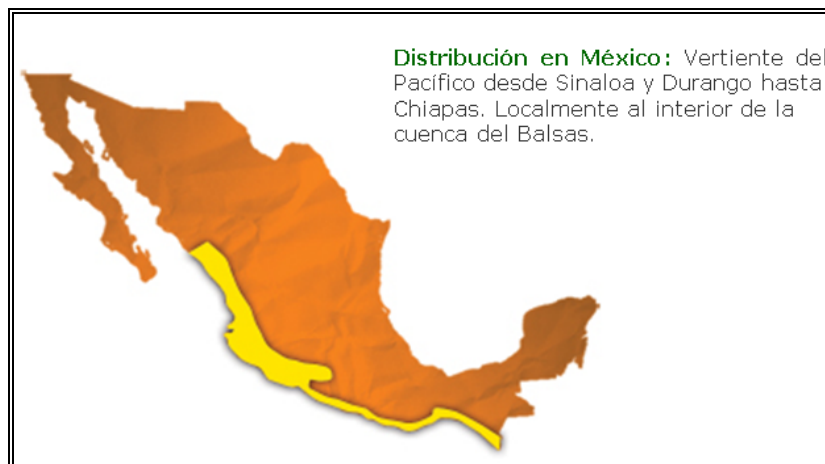 Distribución en México: Vertiente del
Pacífico desde Sinaloa y Durango hasta
Chiapas. Localmente al interior de la
cuenca del Balsas.